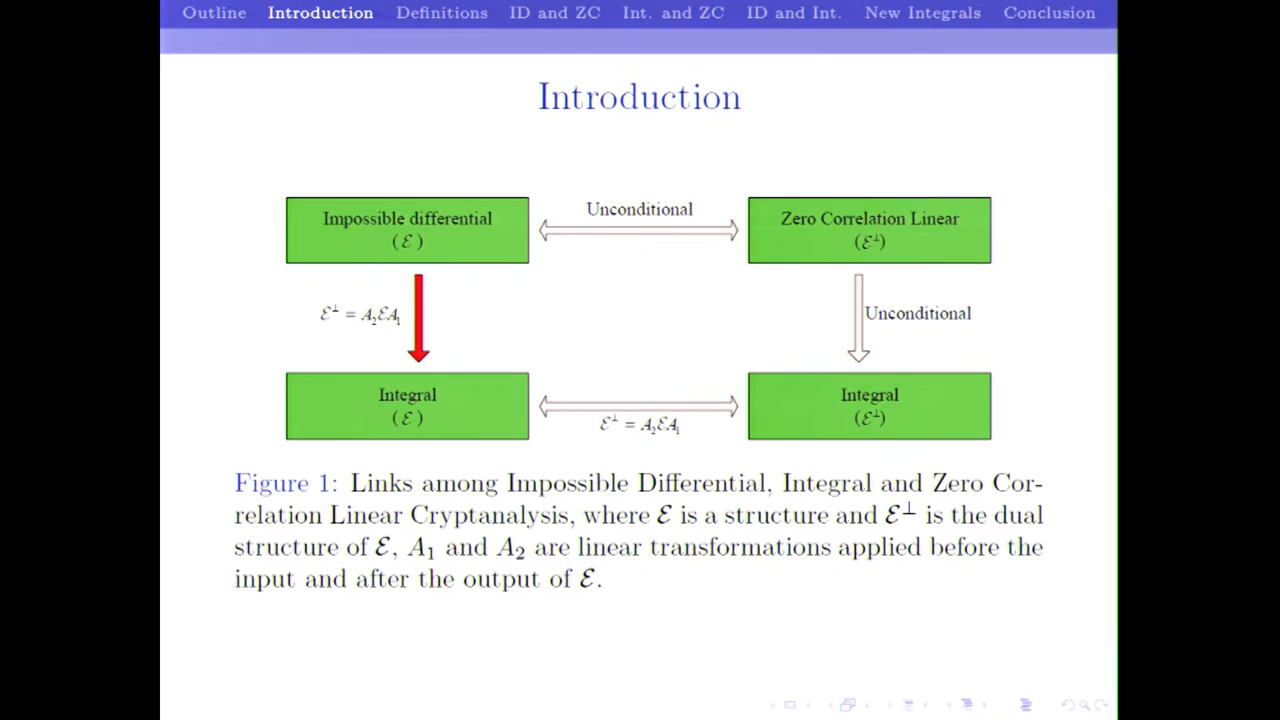 Outline Introduction Definitions ID and ZC Int. and ZC ID and Int. New Integrals Conclusion
Introduction
Impossible differential
(ℰ)
Unconditional
Zero Correlation Linear
(ℰ⊥)
ℰ⊥ = A₂ℰA₁
Unconditional
Integral
(ℰ)
ℰ⊥ = A₂ℰA₁
Integral
(ℰ⊥)
Figure 1: Links among Impossible Differential, Integral and Zero Cor-
relation Linear Cryptanalysis, where ℰ is a structure and ℰ⊥ is the dual
structure of ℰ, A₁ and A₂ are linear transformations applied before the
input and after the output of ℰ.